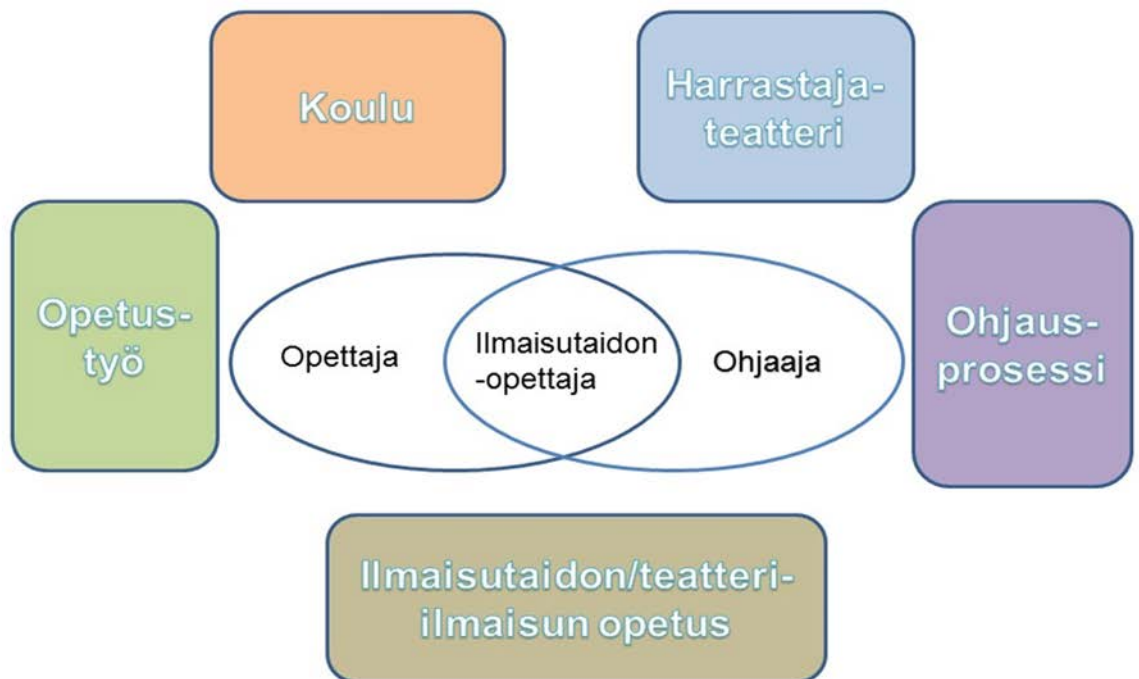 Koulu
Harrastaja-
teatteri
Opetus-
työ
Opettaja
Ilmaisutaidon
-opettaja
Ohjaaja
Ohjaus-
prosessi
Ilmaisutaidon/teatteri-
ilmaisun opetus